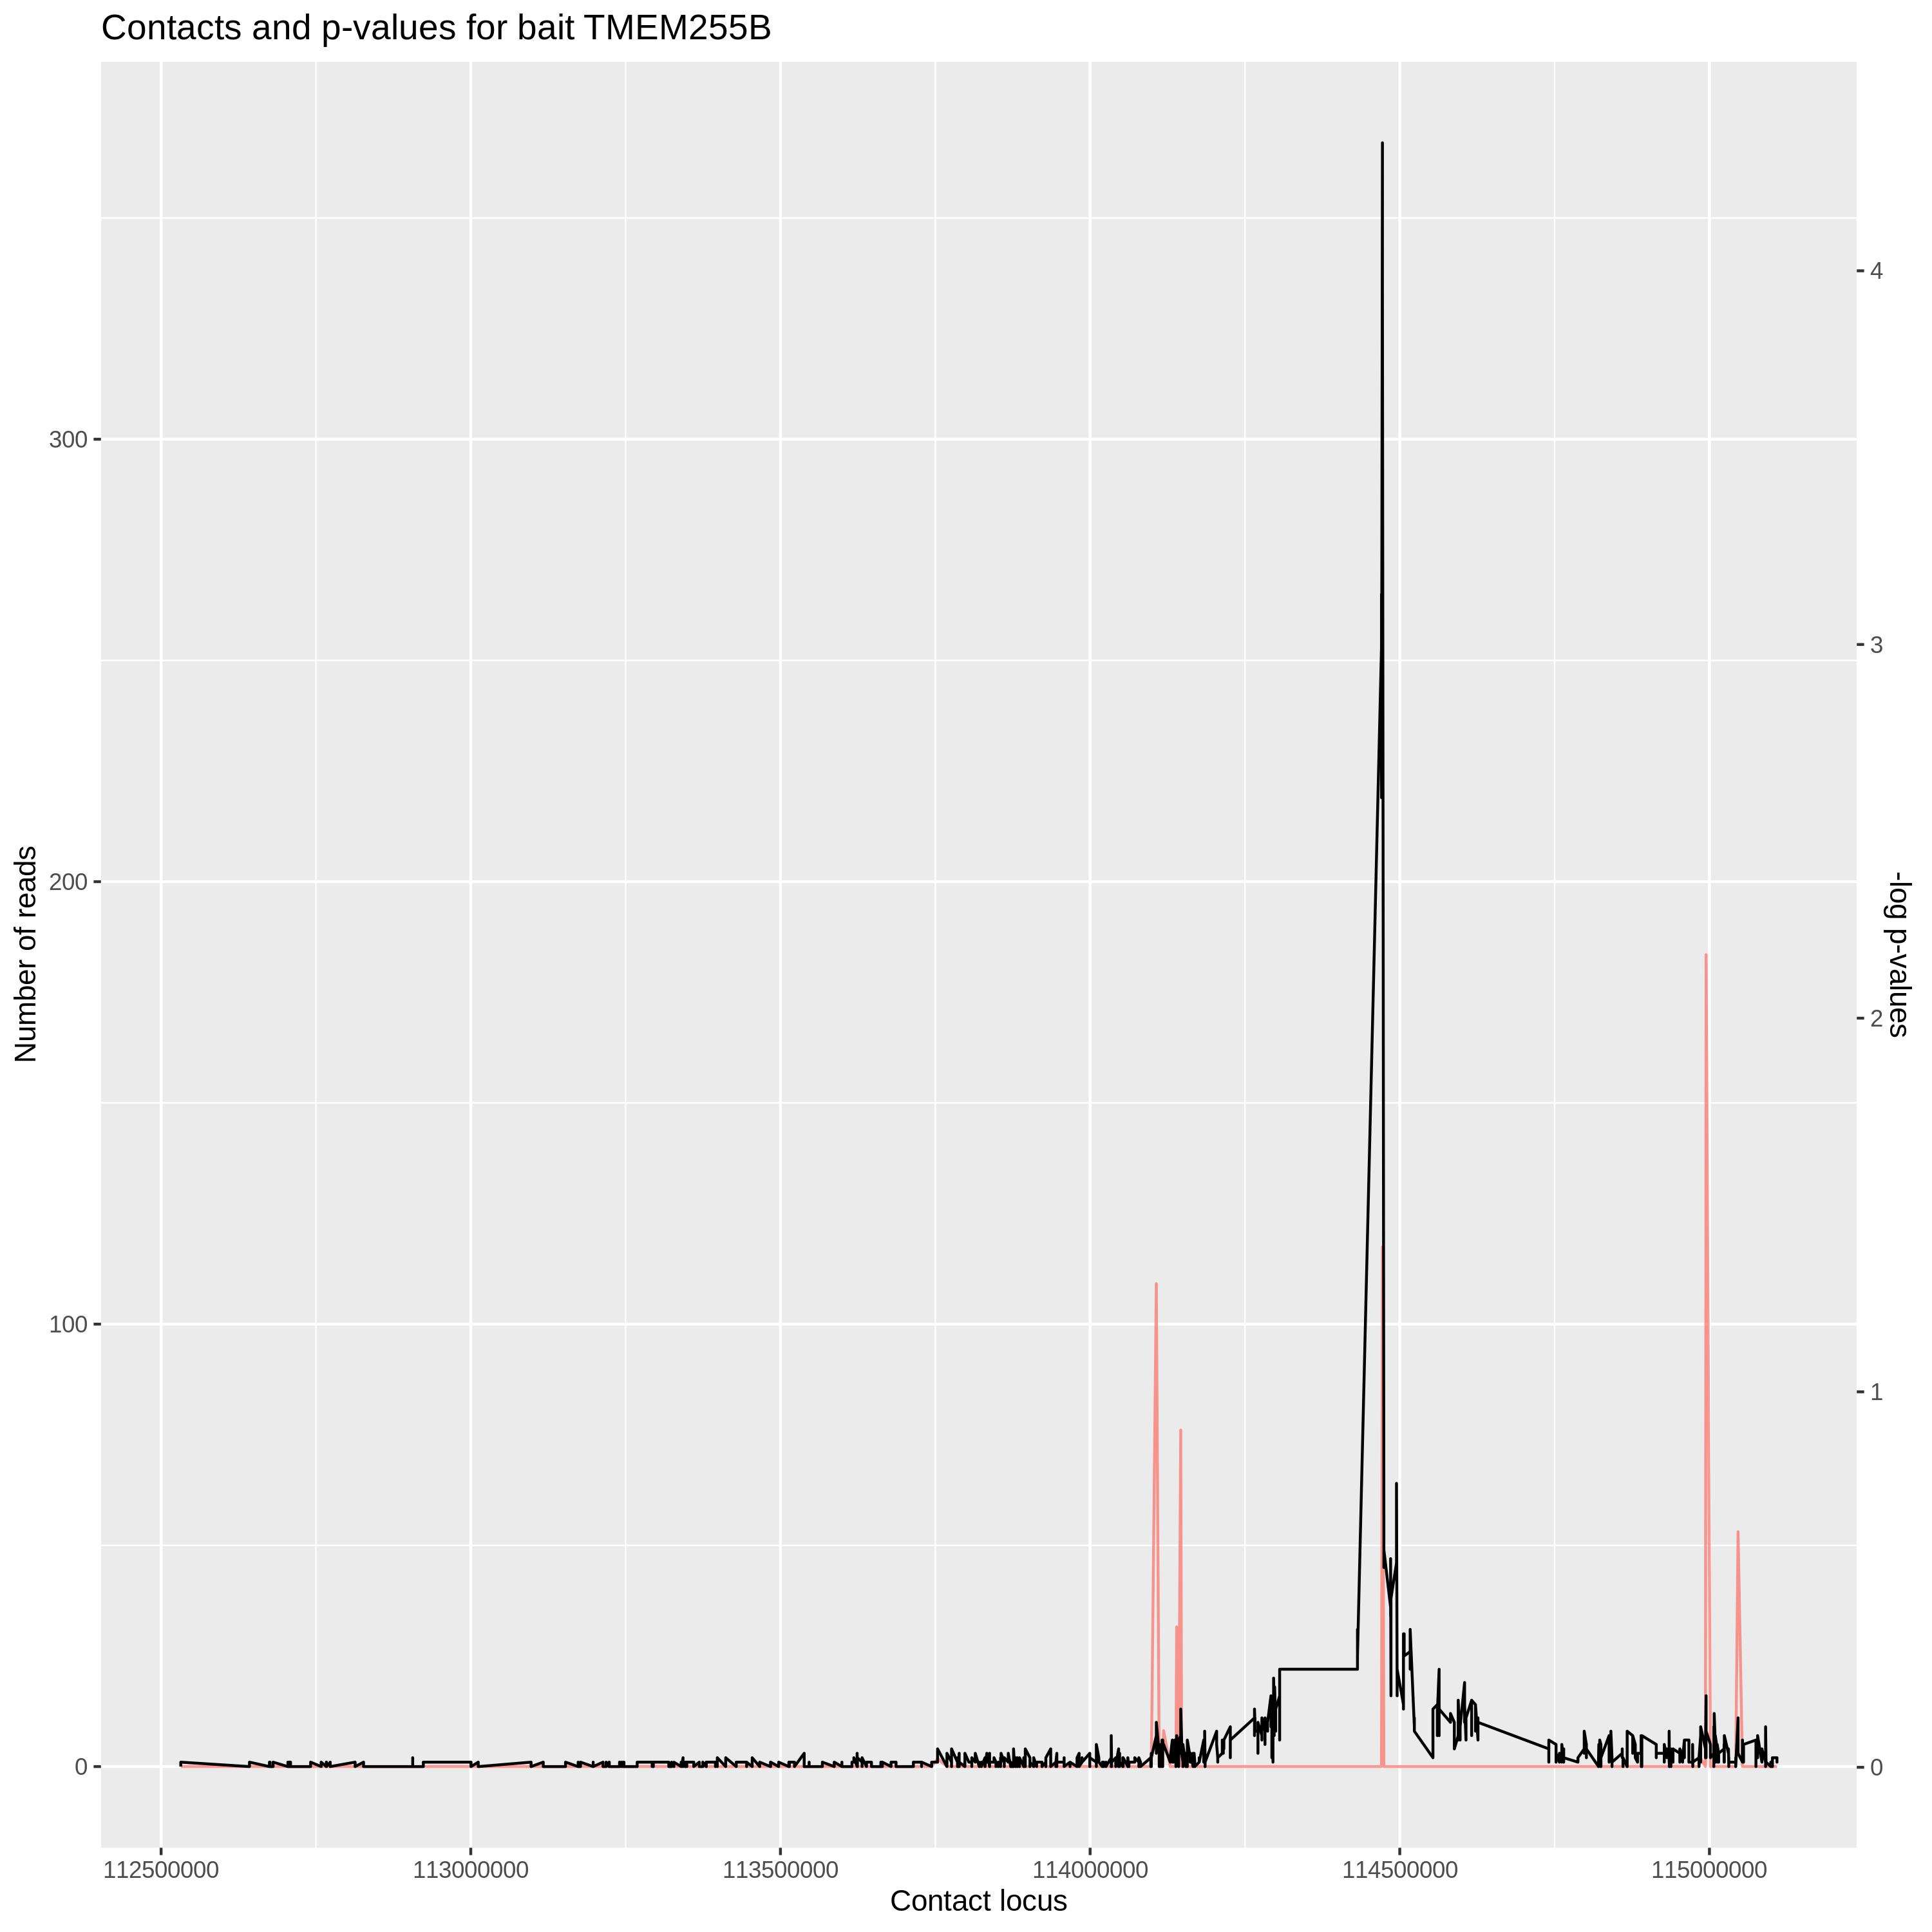 Contacts and p-values for bait TMEM255B
Number of reads
300
200
100
0
4
3
2
1
0
-log p-values
112500000 113000000 113500000 114000000 114500000 115000000
Contact locus